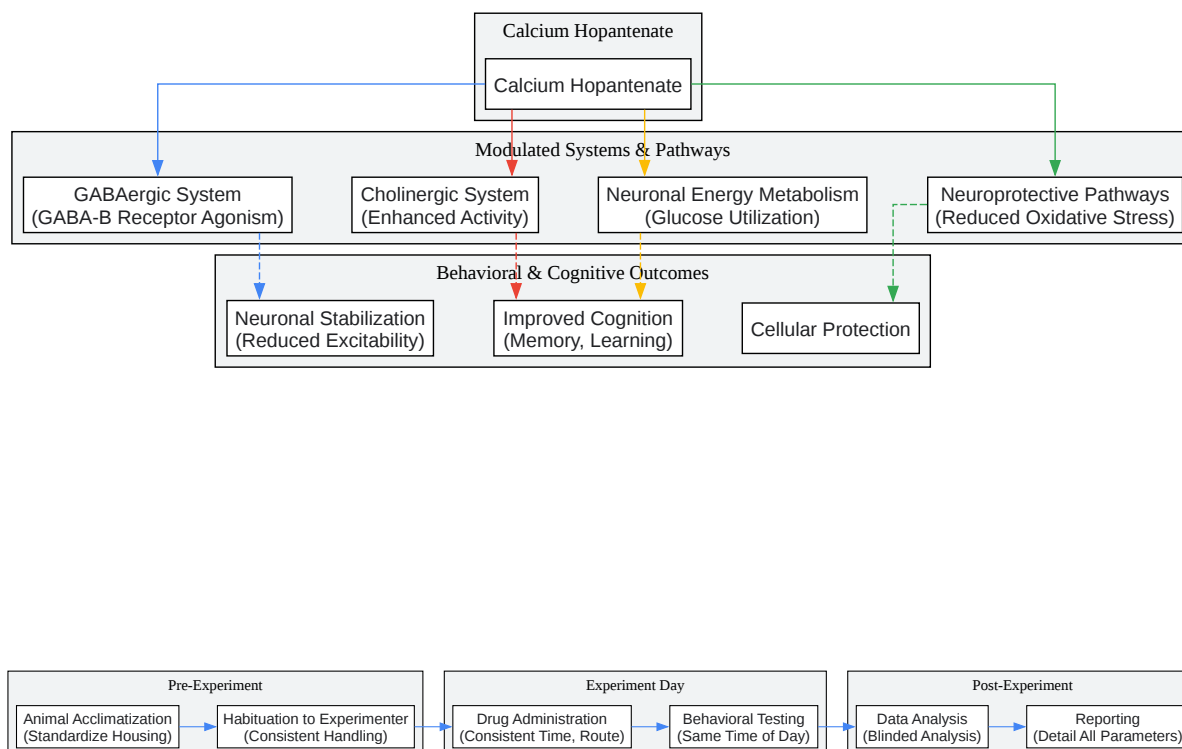 Calcium Hopantenate
Calcium Hopantenate
Modulated Systems & Pathways
GABAergic System
(GABA-B Receptor Agonism)
Cholinergic System
(Enhanced Activity)
Neuronal Energy Metabolism
(Glucose Utilization)
Neuroprotective Pathways
(Reduced Oxidative Stress)
Behavioral & Cognitive Outcomes
Neuronal Stabilization
(Reduced Excitability)
Improved Cognition
(Memory, Learning)
Cellular Protection
Pre-Experiment
Animal Acclimatization
(Standardize Housing)
Habituation to Experimenter
(Consistent Handling)
Experiment Day
Drug Administration
(Consistent Time, Route)
Behavioral Testing
(Same Time of Day)
Post-Experiment
Data Analysis
(Blinded Analysis)
Reporting
(Detail All Parameters)